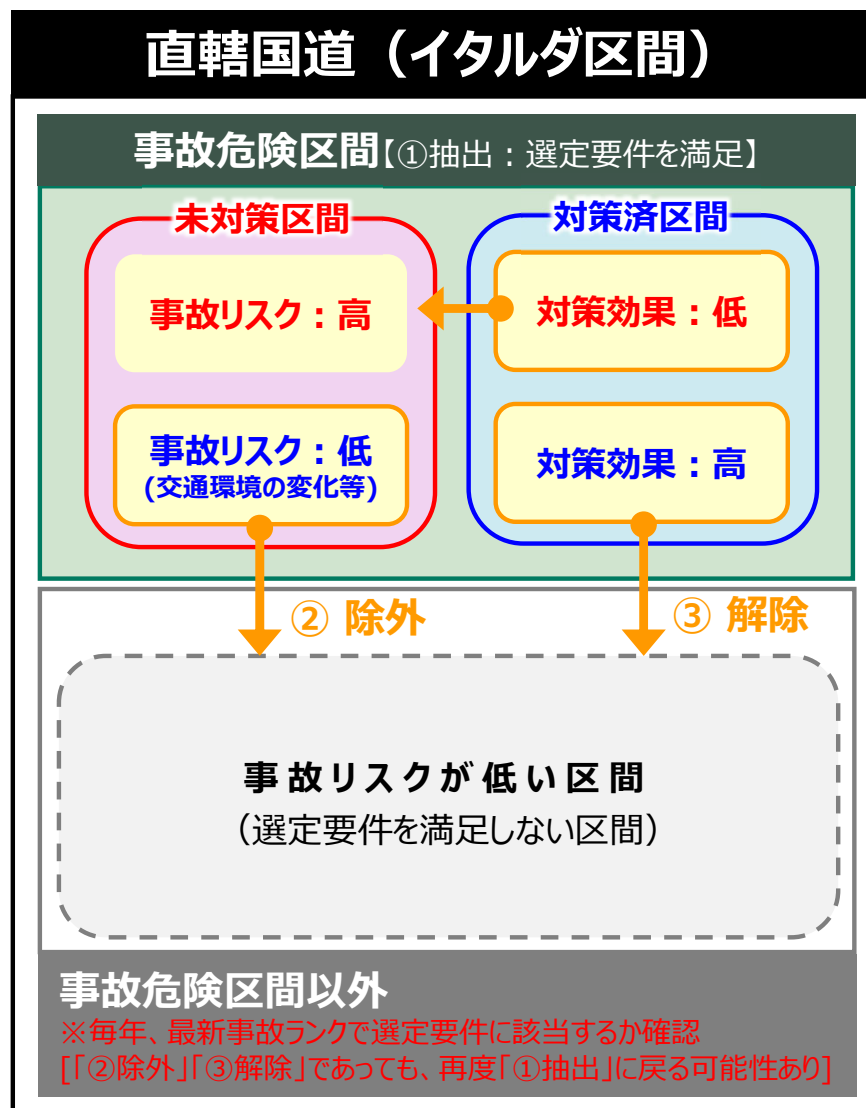 直轄国道（イタルダ区間）
事故危険区間【①抽出：選定要件を満足】
未対策区間
事故リスク：高
事故リスク：低
(交通環境の変化等)
対策済区間
対策効果：低
対策効果：高
② 除外
③ 解除
事故リスクが低い区間
（選定要件を満足しない区間）
事故危険区間以外
※毎年、最新事故ランクで選定要件に該当するか確認
[「②除外」「③解除」であっても、再度「①抽出」に戻る可能性あり]